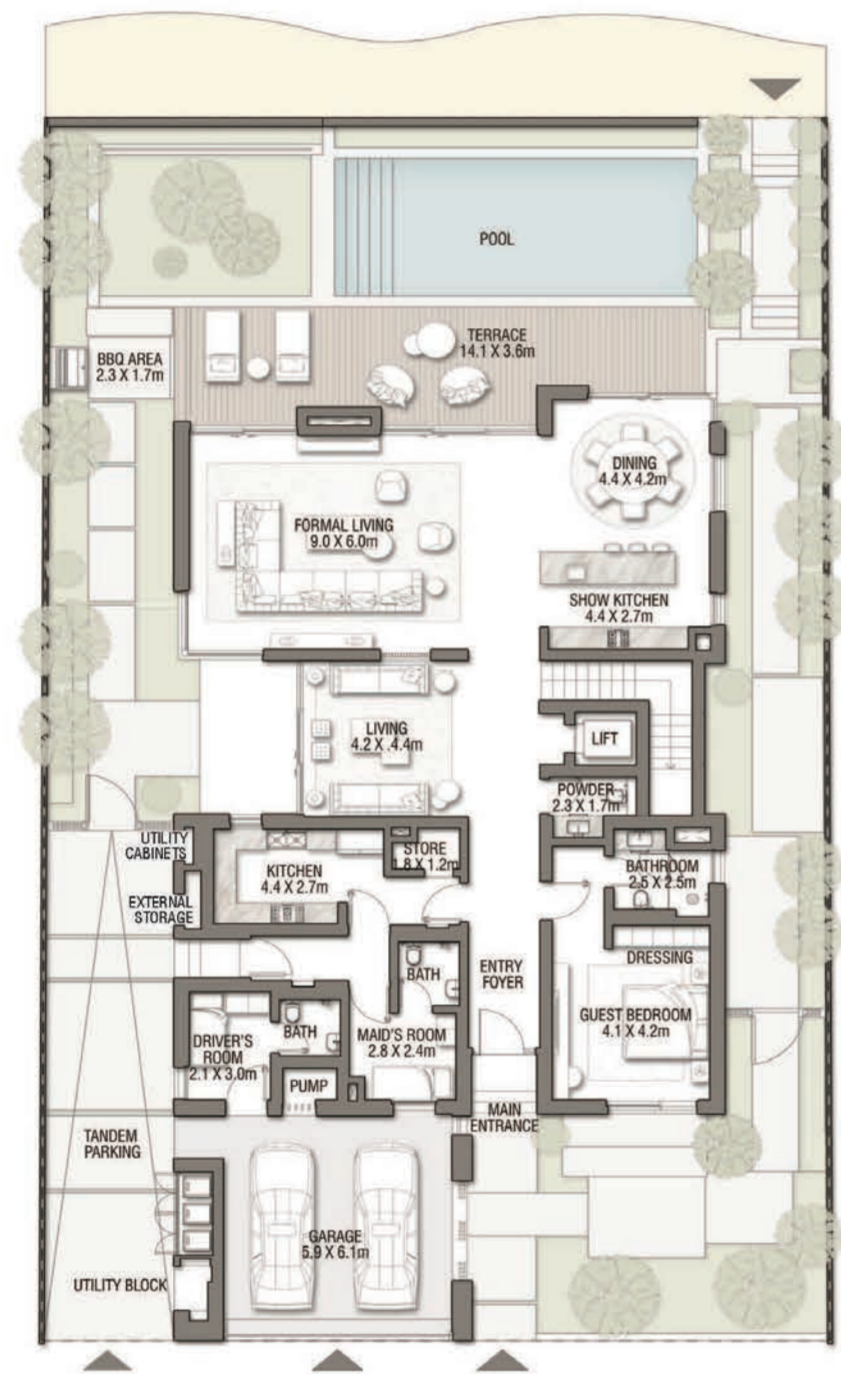 POOL
TERRACE
14.1 X 3.6m
BBQ AREA
2.3 X 1.7m
DINING
4.4 X 4.2m
FORMAL LIVING
9.0 X 6.0m
SHOW KITCHEN
4.4 X 2.7m
LIVING
4.2 X .4.4m
LIFT
POWDER
2.3 X 1.7m
UTILITY
CABINETS
STORE
1.8 X 1.2m
KITCHEN
4.4 X 2.7m
BATHROOM
2.5 X 2.5m
EXTERNAL
STORAGE
DRESSING
BATH
ENTRY
FOYER
GUEST BEDROOM
4.1 X 4.2m
DRIVER'S
ROOM
2.1 X 3.0m
BATH
MAID'S ROOM
2.8 X 2.4m
PUMP
MAIN
ENTRANCE
TANDEM
PARKING
GARAGE
5.9 X 6.1m
UTILITY BLOCK